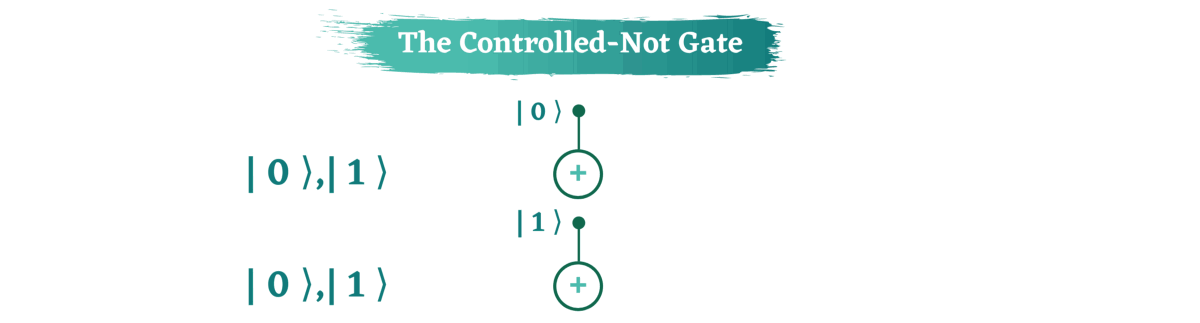 The Controlled-Not Gate
| 0 ⟩
| 0 ⟩,| 1 ⟩ +
| 1 ⟩
| 0 ⟩,| 1 ⟩ +